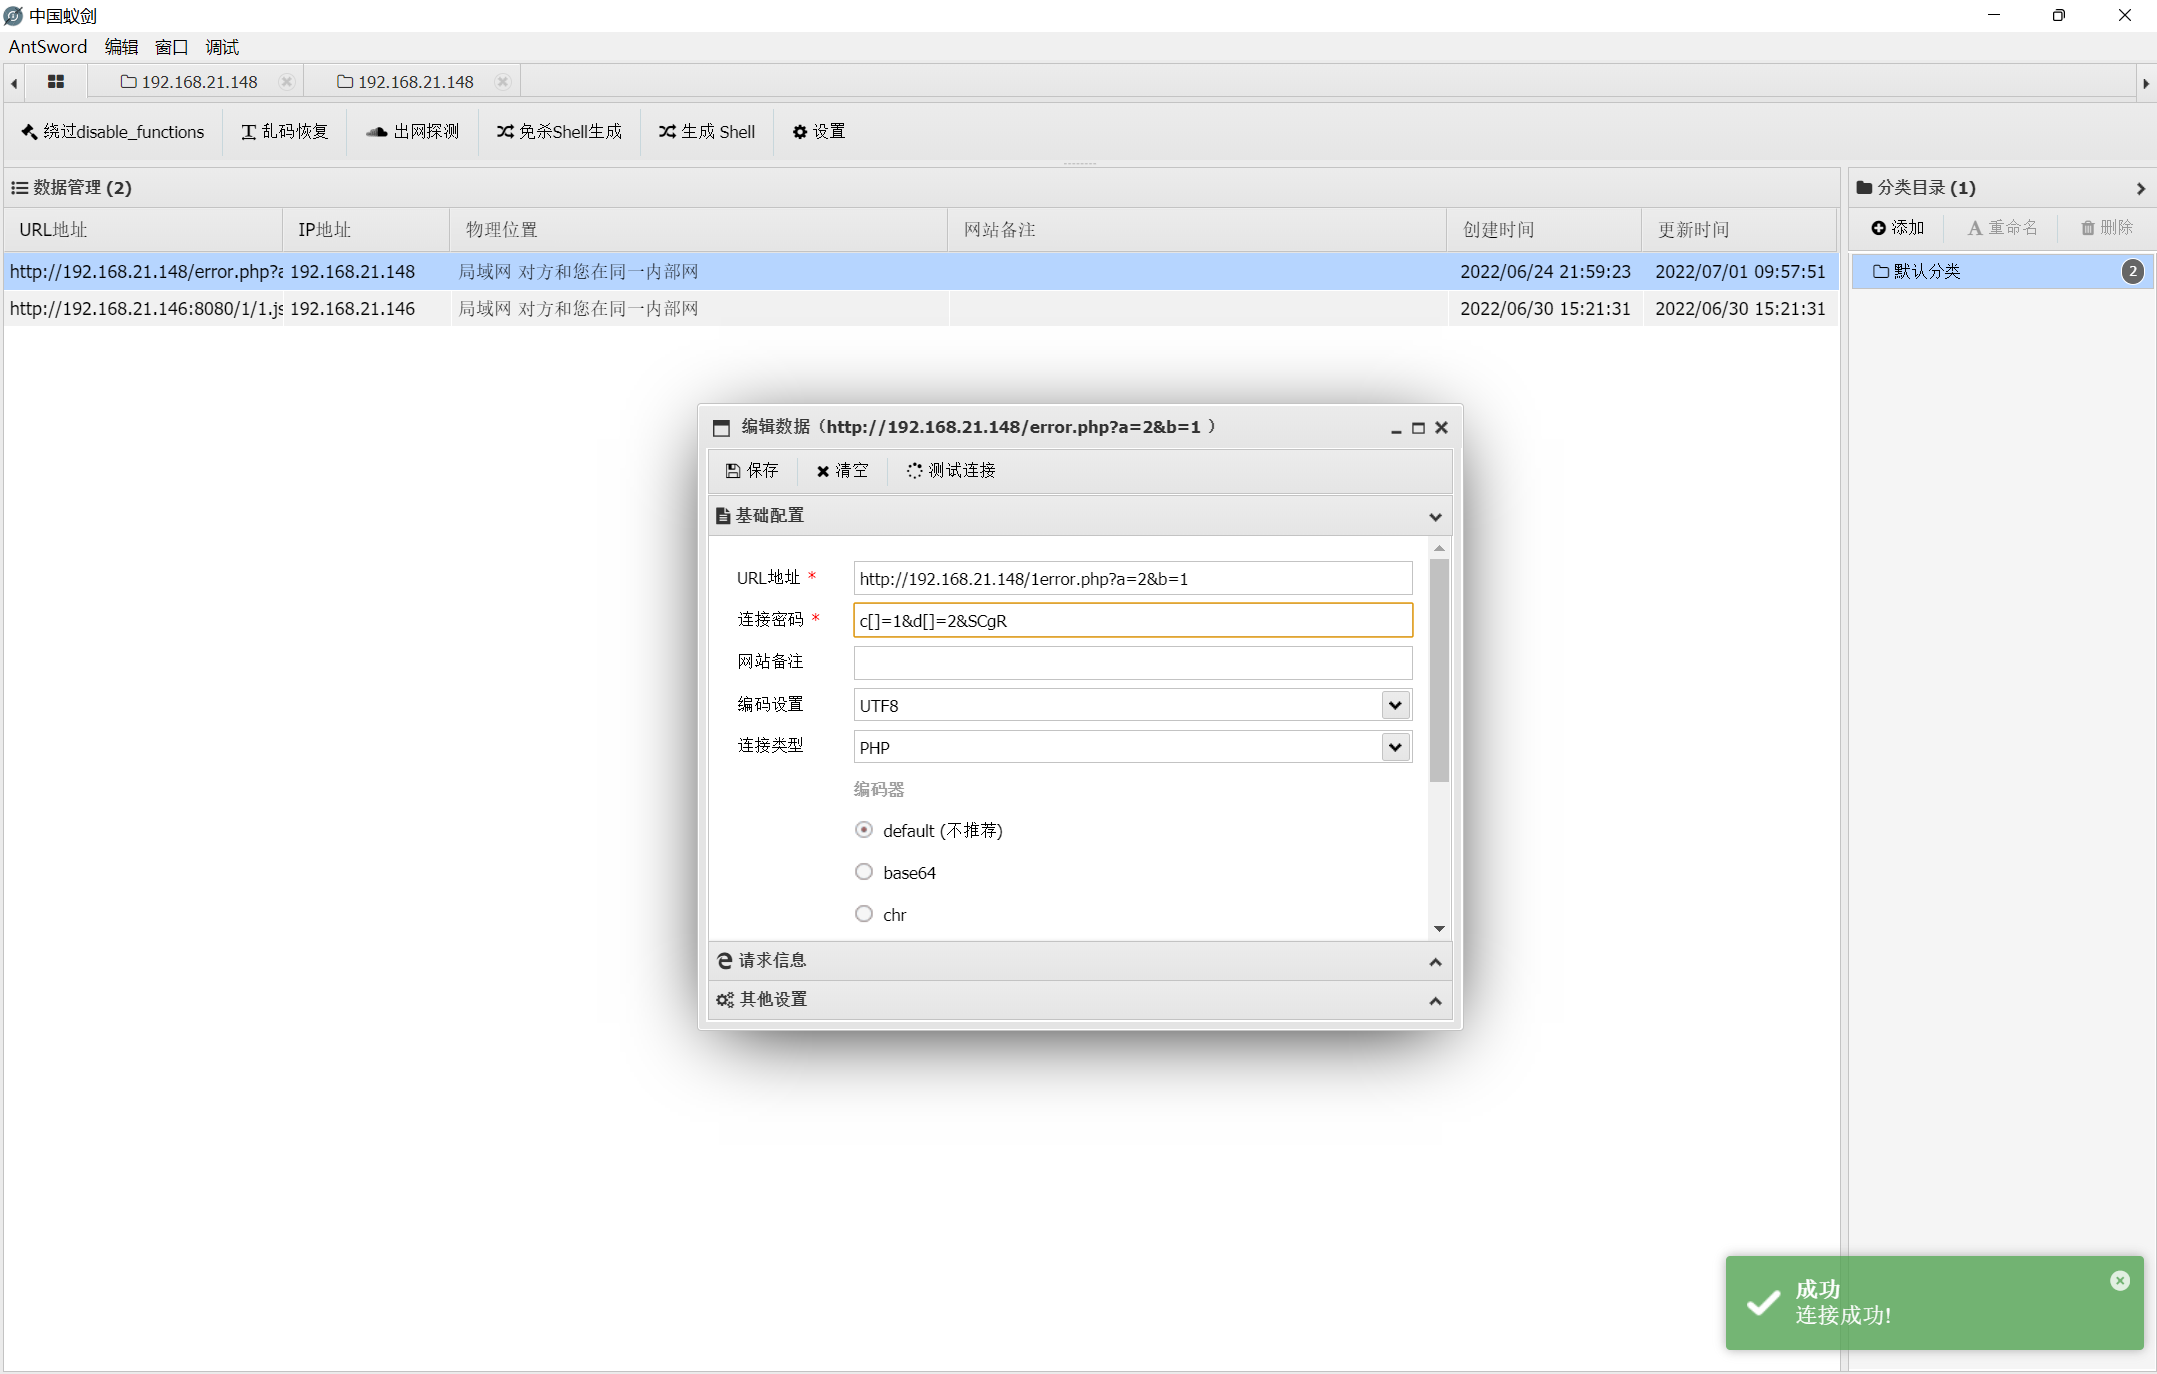 中国蚁剑
AntSword 编辑 窗口 调试
192.168.21.148 192.168.21.148
绕过disable_functions 乱码恢复 出网探测 免杀Shell生成 生成 Shell 设置
数据管理 (2)
URL地址 IP地址 物理位置 网站备注 创建时间 更新时间
http://192.168.21.148/error.php?a 192.168.21.148 局域网 对方和您在同一内部网 2022/06/24 21:59:23 2022/07/01 09:57:51
http://192.168.21.146:8080/1/1.js 192.168.21.146 局域网 对方和您在同一内部网 2022/06/30 15:21:31 2022/06/30 15:21:31
分类目录 (1)
添加 重命名 删除
默认分类 2
编辑数据（http://192.168.21.148/error.php?a=2&b=1 ）
保存 清空 测试连接
基础配置
URL地址 * http://192.168.21.148/1error.php?a=2&b=1
连接密码 * c[]=1&d[]=2&SCgR
网站备注
编码设置 UTF8
连接类型 PHP
编码器
default (不推荐)
base64
chr
请求信息
其他设置
成功
连接成功!